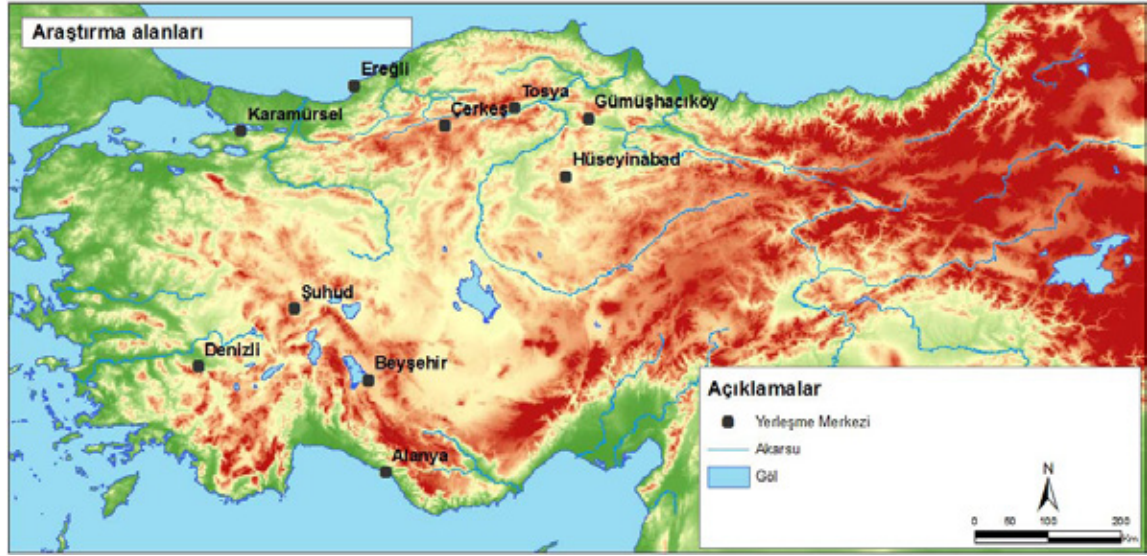 Araştırma alanları
Ereğli
Karamürsel
Çerkeş
Tosya
Gümüşhacıköy
Hüseyinabad
Şuhud
Denizli
Beyşehir
Alanya
Açıklamalar
Yerleşme Merkezi
Akarsu
Göl
N
0 50 100 200
Km